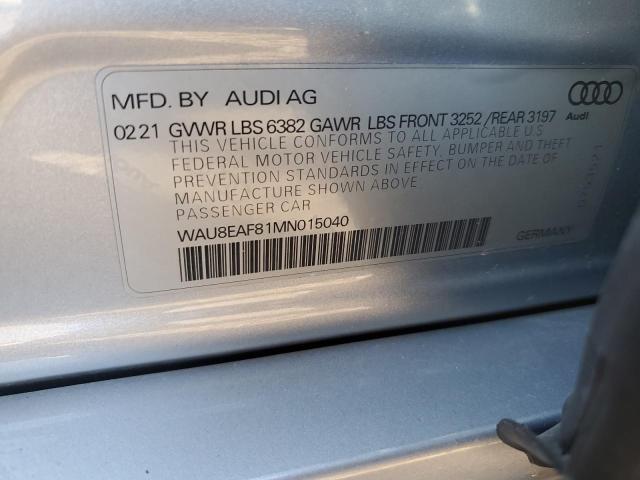 MFD. BY AUDI AG
Audi
02 21 GVWR LBS 6382 GAWR LBS FRONT 3252 / REAR 3197
THIS VEHICLE CONFORMS TO ALL APPLICABLE U.S
FEDERAL MOTOR VEHICLE SAFETY, BUMPER AND THEFT
PREVENTION STANDARDS IN EFFECT ON THE DATE OF
MANUFACTURE SHOWN ABOVE
PASSENGER CAR
WAU8EAF81MN015040
GERMANY